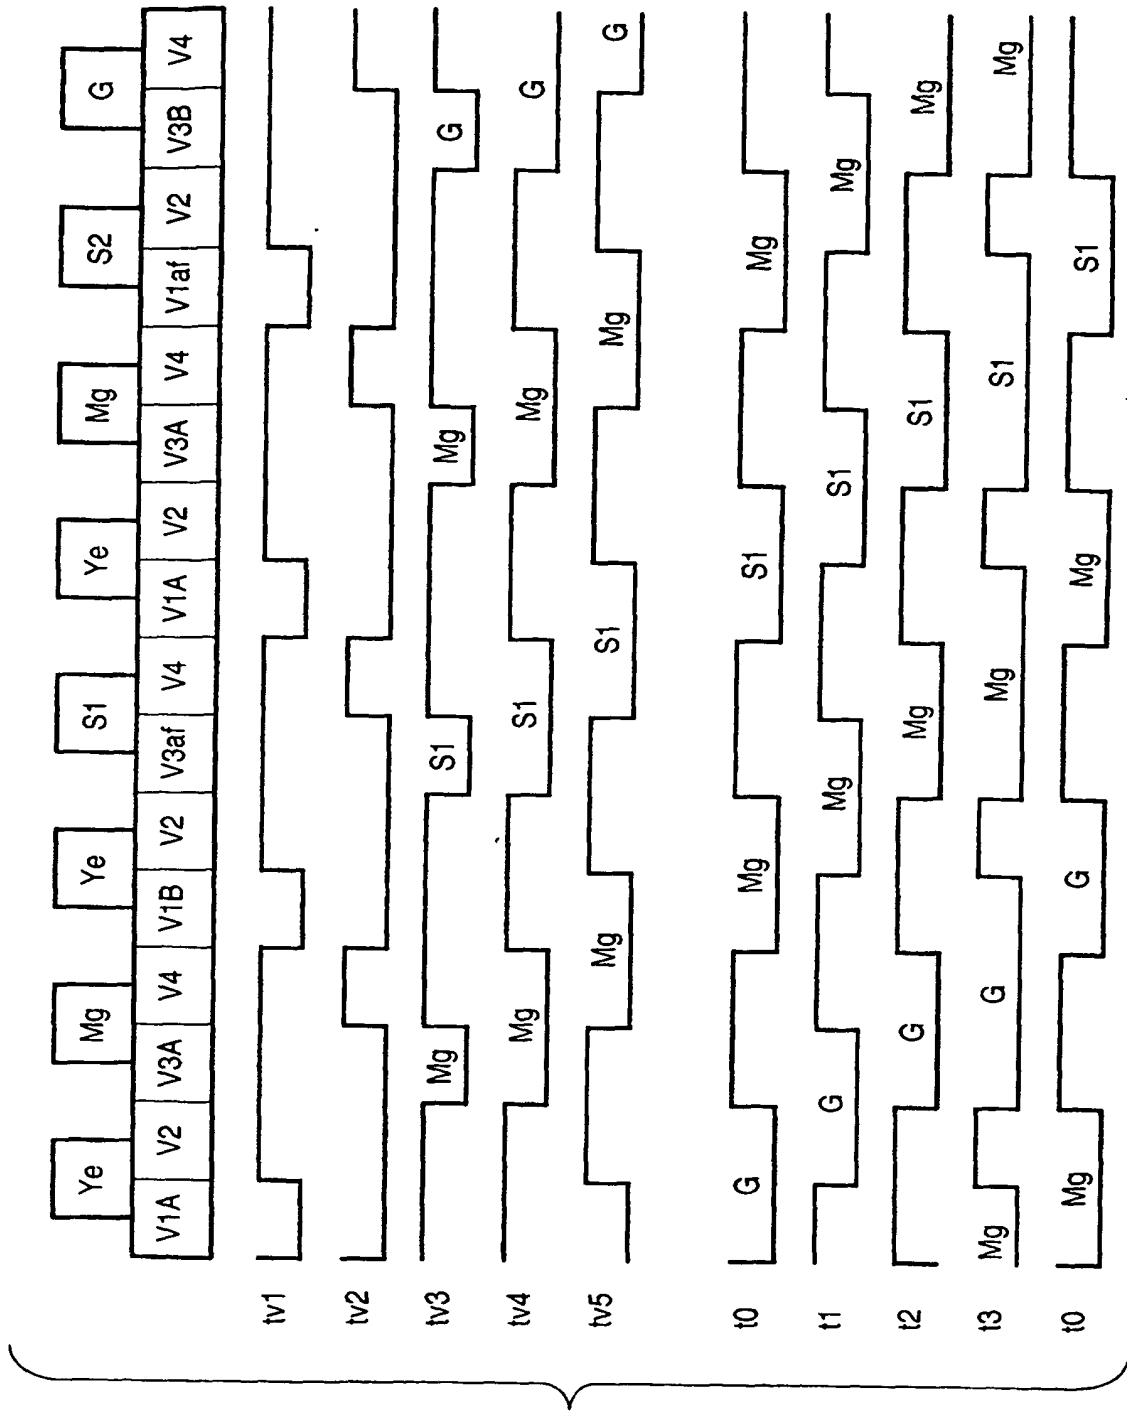 Ye Mg Ye S1 Ye Mg S2 G
V1A V2 V3A V4 V1B V2 V3af V4 V1A V2 V3A V4 V1af V2 V3B V4
tv1
tv2
tv3 Mg S1 Mg G
tv4 Mg S1 Mg G
tv5 Mg S1 Mg G
t0 G Mg S1 Mg
t1 G Mg S1 Mg
t2 G Mg S1 Mg
t3 Mg G Mg S1 Mg
t0 Mg G Mg S1